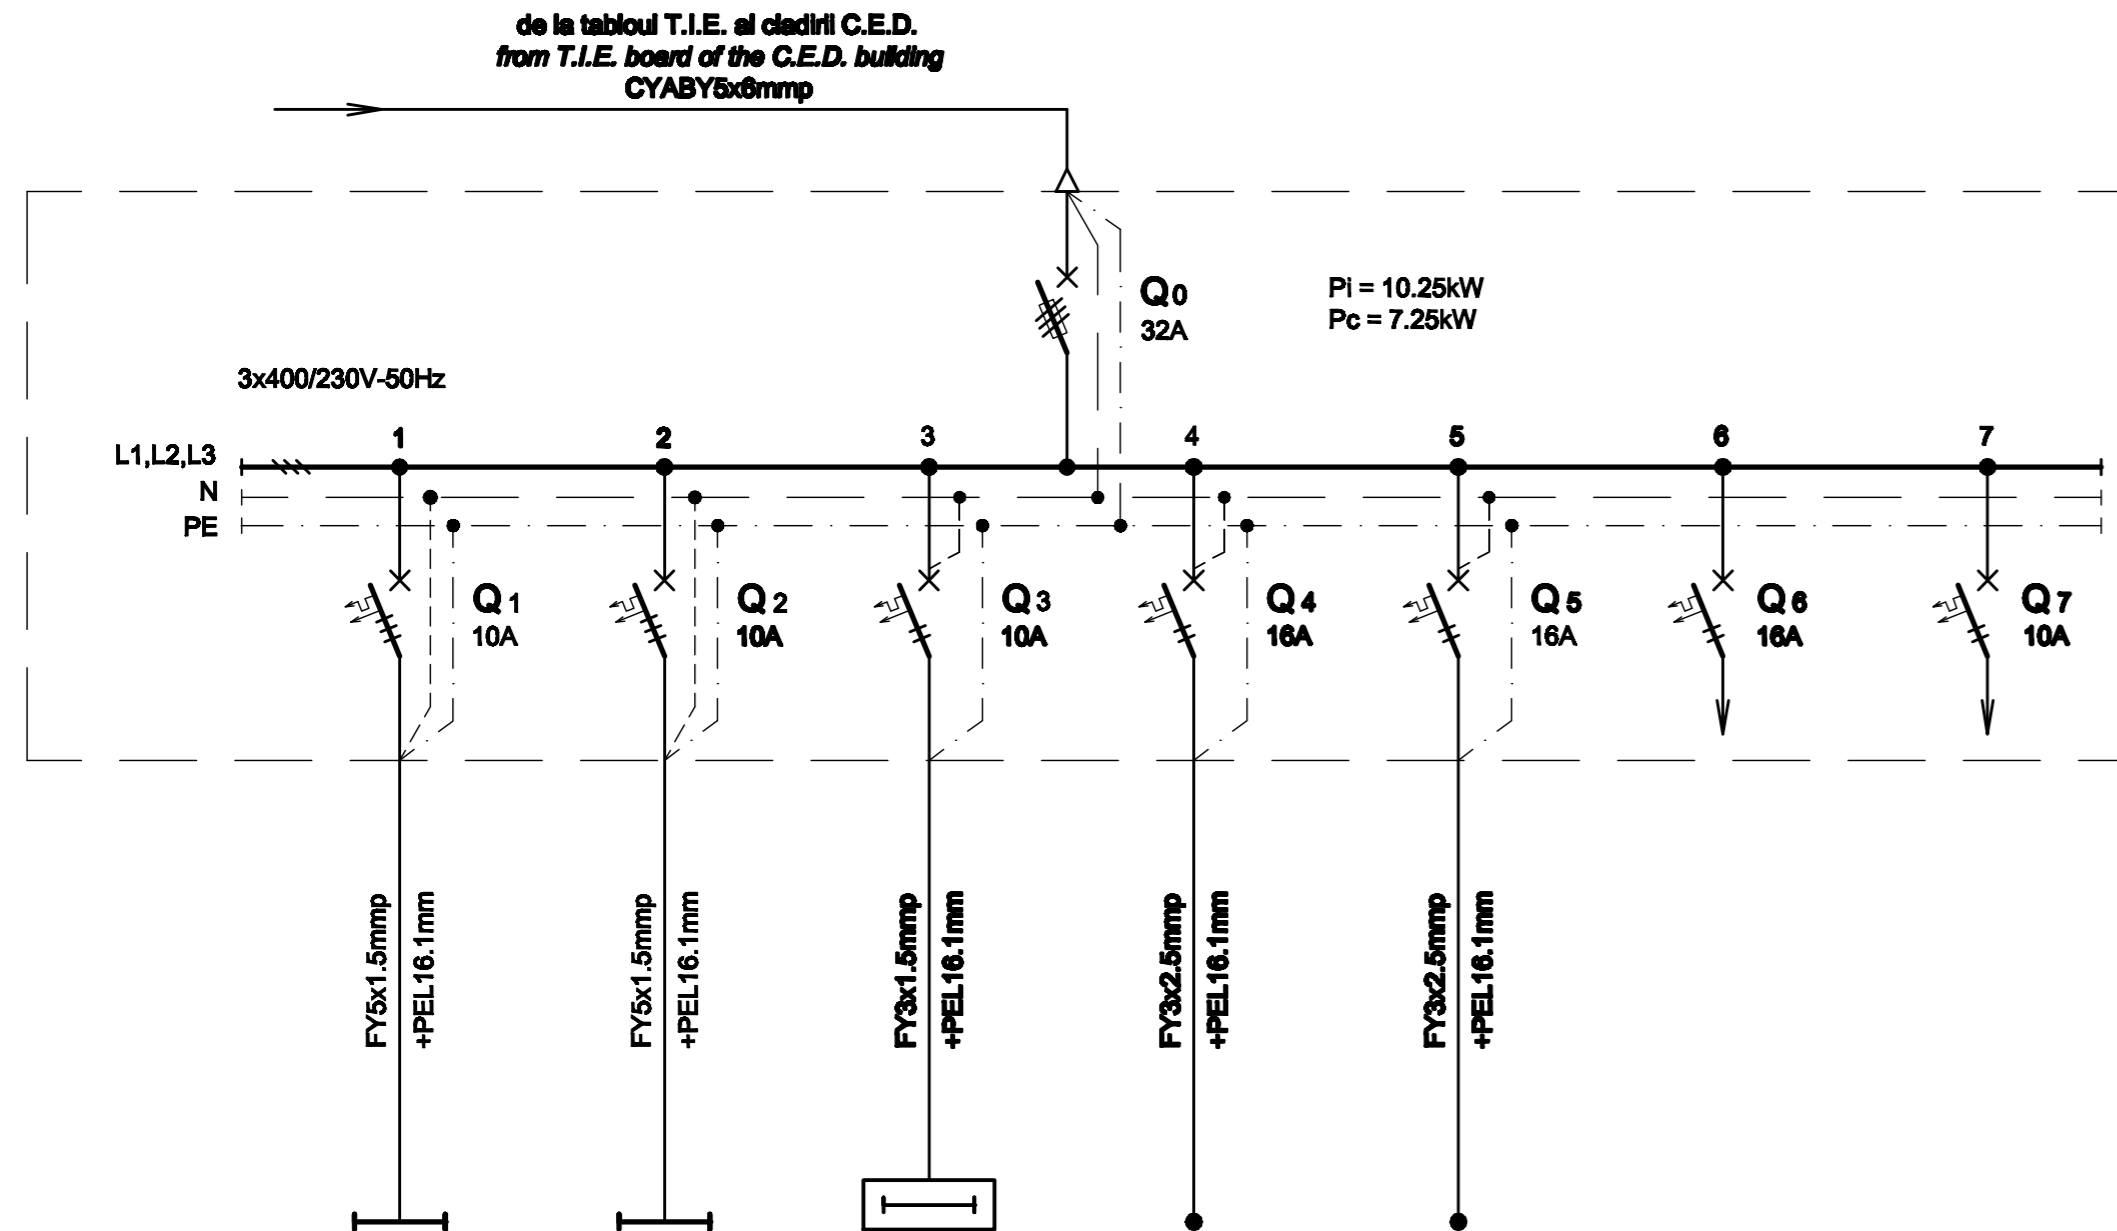 de la tabloul T.I.E. al cladirii C.E.D.
from T.I.E. board of the C.E.D. building
CYABY5x6mmp
Q0
32A
Pi = 10.25kW
Pc = 7.25kW
3x400/230V-50Hz
1 2 3 4 5 6 7
L1,L2,L3
N
PE
Q1 Q2 Q3 Q4 Q5 Q6 Q7
10A 10A 10A 16A 16A 16A 10A
FY5x1.5mmp
+PEL16.1mm
FY5x1.5mmp
+PEL16.1mm
FY3x1.5mmp
+PEL16.1mm
FY3x2.5mmp
+PEL16.1mm
FY3x2.5mmp
+PEL16.1mm